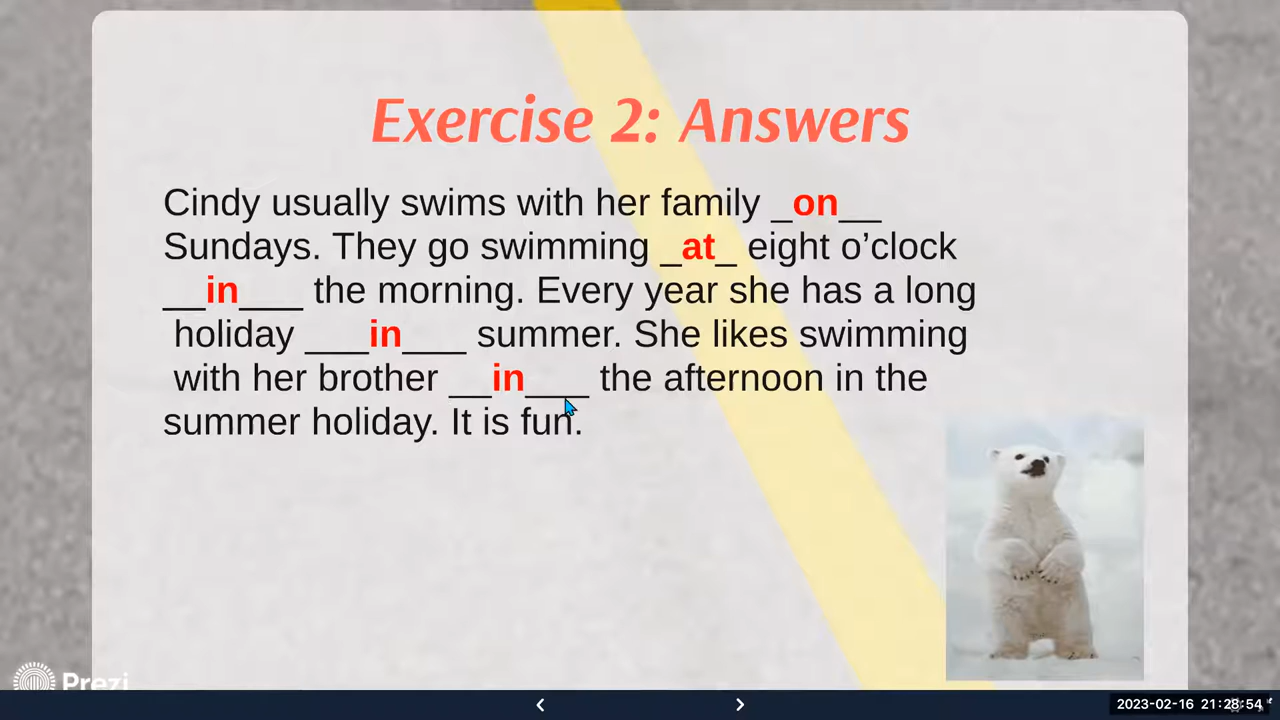 Exercise 2: Answers
Cindy usually swims with her family _on__
Sundays. They go swimming _at_ eight o’clock
__in___ the morning. Every year she has a long
holiday ___in___ summer. She likes swimming
with her brother __in___ the afternoon in the
summer holiday. It is fun.
Prezi
2023-02-16 21:28:54